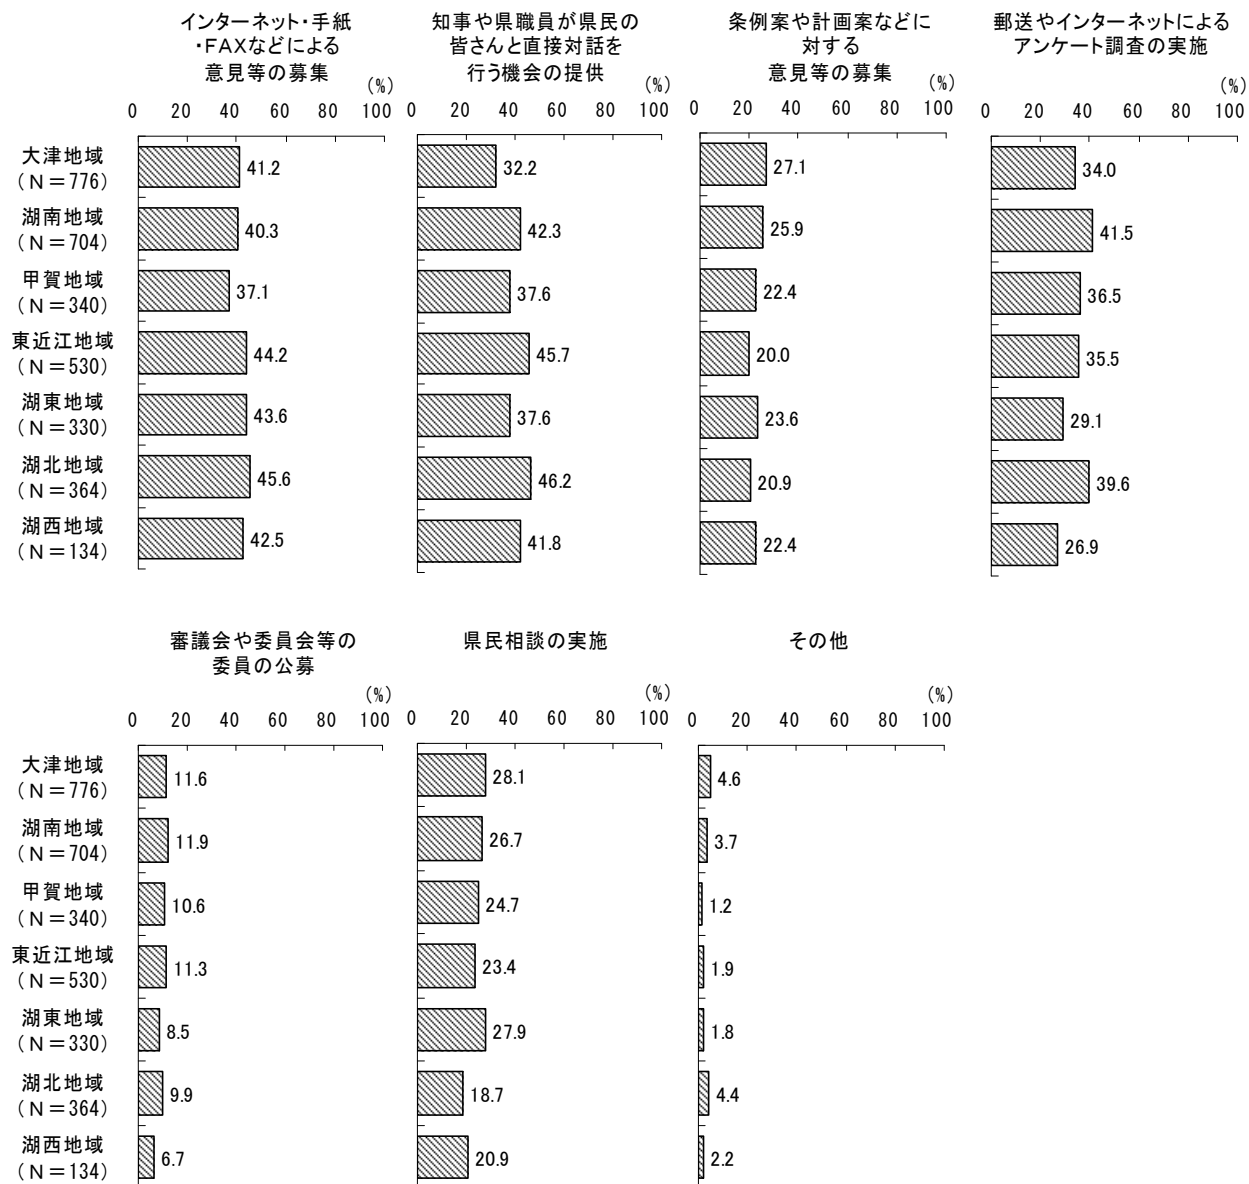 インターネット・手紙
・FAXなどによる
意見等の募集
(%)
0 20 40 60 80 100
知事や県職員が県民の
皆さんと直接対話を
行う機会の提供
(%)
0 20 40 60 80 100
条例案や計画案などに
対する
意見等の募集
(%)
0 20 40 60 80 100
郵送やインターネットによる
アンケート調査の実施
(%)
0 20 40 60 80 100
大津地域
(N=776)
41.2 32.2 27.1 34.0
湖南地域
(N=704)
40.3 42.3 25.9 41.5
甲賀地域
(N=340)
37.1 37.6 22.4 36.5
東近江地域
(N=530)
44.2 45.7 20.0 35.5
湖東地域
(N=330)
43.6 37.6 23.6 29.1
湖北地域
(N=364)
45.6 46.2 20.9 39.6
湖西地域
(N=134)
42.5 41.8 22.4 26.9
審議会や委員会等の
委員の公募
(%)
0 20 40 60 80 100
県民相談の実施
(%)
0 20 40 60 80 100
その他
(%)
0 20 40 60 80 100
大津地域
(N=776)
11.6 28.1 4.6
湖南地域
(N=704)
11.9 26.7 3.7
甲賀地域
(N=340)
10.6 24.7 1.2
東近江地域
(N=530)
11.3 23.4 1.9
湖東地域
(N=330)
8.5 27.9 1.8
湖北地域
(N=364)
9.9 18.7 4.4
湖西地域
(N=134)
6.7 20.9 2.2